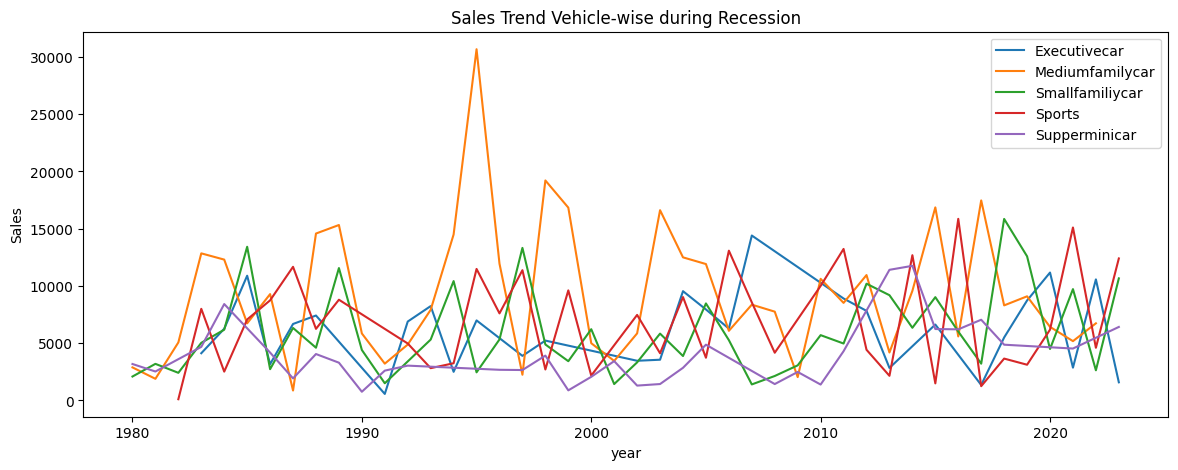 Sales Trend Vehicle-wise during Recession
Executivecar
Mediumfamilycar
Smallfamiliycar
Sports
Supperminicar
30000
25000
20000
15000
10000
5000
0
Sales
1980
1990
2000
2010
2020
year